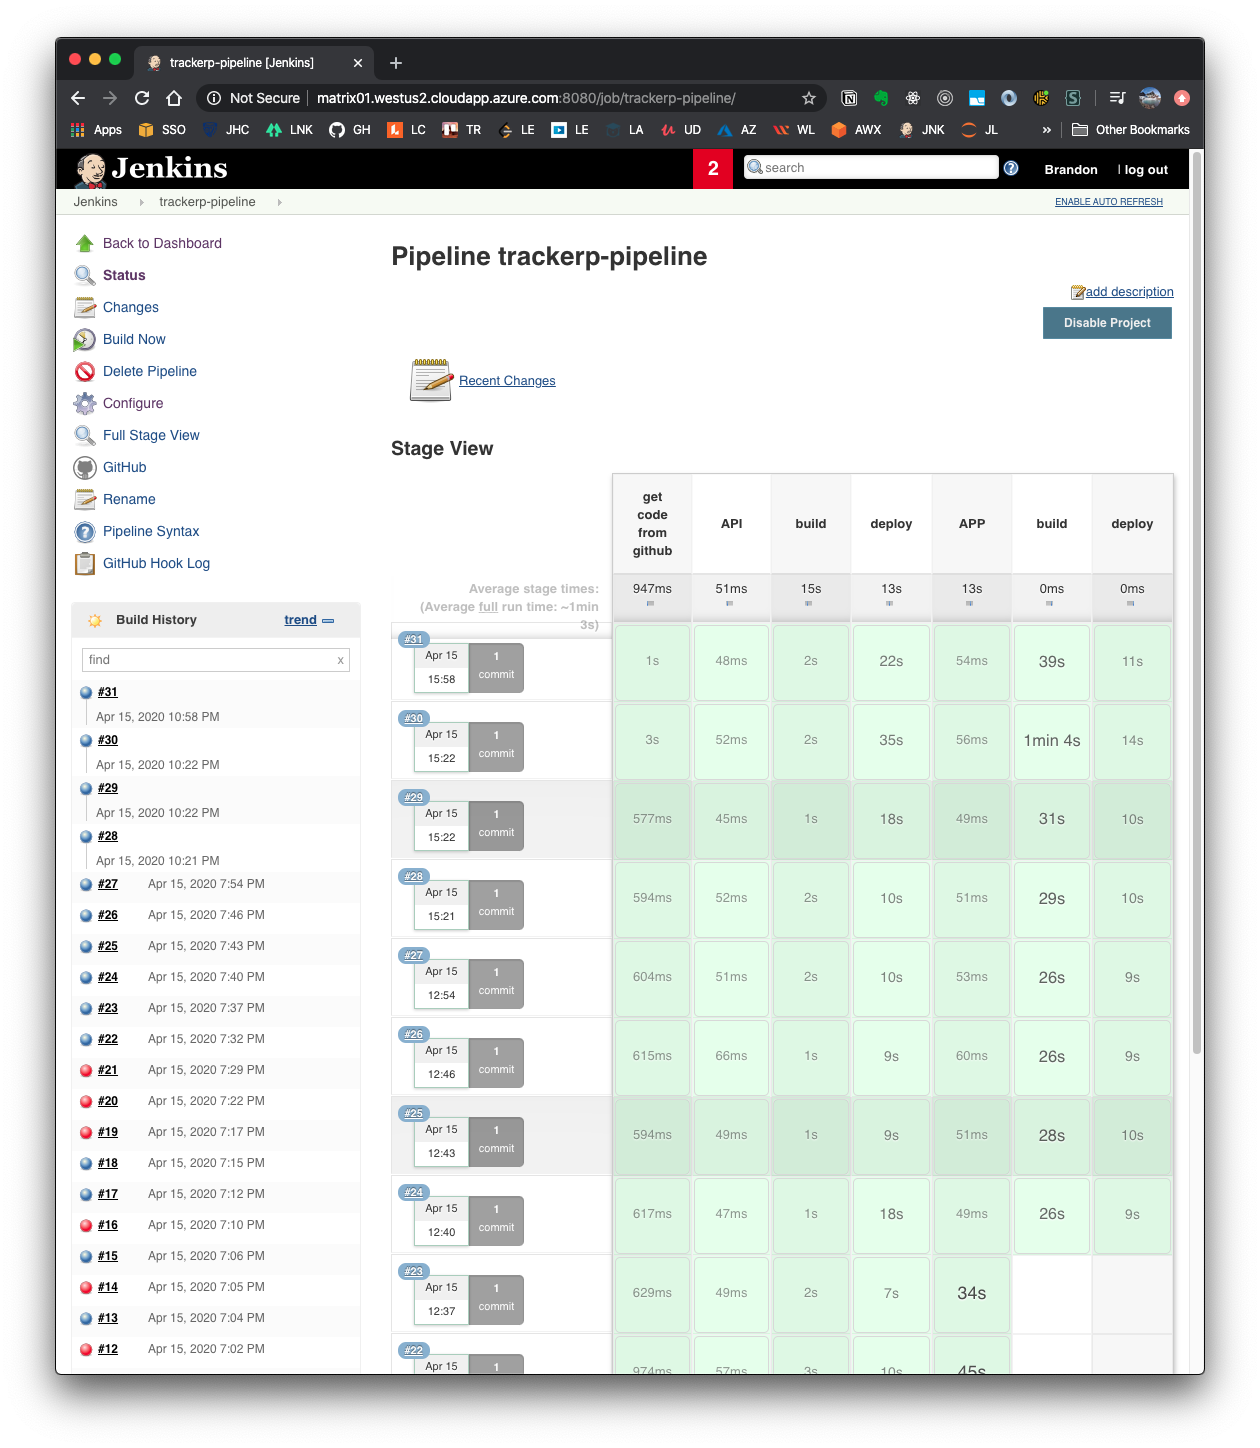 trackerp-pipeline [Jenkins]
Not Secure | matrix01.westus2.cloudapp.azure.com:8080/job/trackerp-pipeline/
Apps SSO JHC LNK GH LC TR LE LE LA UD AZ WL AWX JNK JL » Other Bookmarks
Jenkins 2 search Brandon | log out
Jenkins trackerp-pipeline ENABLE AUTO REFRESH
Back to Dashboard
Status
Changes
Build Now
Delete Pipeline
Configure
Full Stage View
GitHub
Rename
Pipeline Syntax
GitHub Hook Log
Build History trend
find x
#31
Apr 15, 2020 10:58 PM
#30
Apr 15, 2020 10:22 PM
#29
Apr 15, 2020 10:22 PM
#28
Apr 15, 2020 10:21 PM
#27 Apr 15, 2020 7:54 PM
#26 Apr 15, 2020 7:46 PM
#25 Apr 15, 2020 7:43 PM
#24 Apr 15, 2020 7:40 PM
#23 Apr 15, 2020 7:37 PM
#22 Apr 15, 2020 7:32 PM
#21 Apr 15, 2020 7:29 PM
#20 Apr 15, 2020 7:22 PM
#19 Apr 15, 2020 7:17 PM
#18 Apr 15, 2020 7:15 PM
#17 Apr 15, 2020 7:12 PM
#16 Apr 15, 2020 7:10 PM
#15 Apr 15, 2020 7:06 PM
#14 Apr 15, 2020 7:05 PM
#13 Apr 15, 2020 7:04 PM
#12 Apr 15, 2020 7:02 PM
Pipeline trackerp-pipeline
add description
Disable Project
Recent Changes
Stage View
get code from github API build deploy APP build deploy
Average stage times:
(Average full run time: ~1min
3s)
947ms 51ms 15s 13s 13s 0ms 0ms
#31
Apr 15 1
15:58 commit
1s 48ms 2s 22s 54ms 39s 11s
#30
Apr 15 1
15:22 commit
3s 52ms 2s 35s 56ms 1min 4s 14s
#29
Apr 15 1
15:22 commit
577ms 45ms 1s 18s 49ms 31s 10s
#28
Apr 15 1
15:21 commit
594ms 52ms 2s 10s 51ms 29s 10s
#27
Apr 15 1
12:54 commit
604ms 51ms 2s 10s 53ms 26s 9s
#26
Apr 15 1
12:46 commit
615ms 66ms 1s 9s 60ms 26s 9s
#25
Apr 15 1
12:43 commit
594ms 49ms 1s 9s 51ms 28s 10s
#24
Apr 15 1
12:40 commit
617ms 47ms 1s 18s 49ms 26s 9s
#23
Apr 15 1
12:37 commit
629ms 49ms 2s 7s 34s
#22
Apr 15 1
974ms 57ms 3s 10s 45s